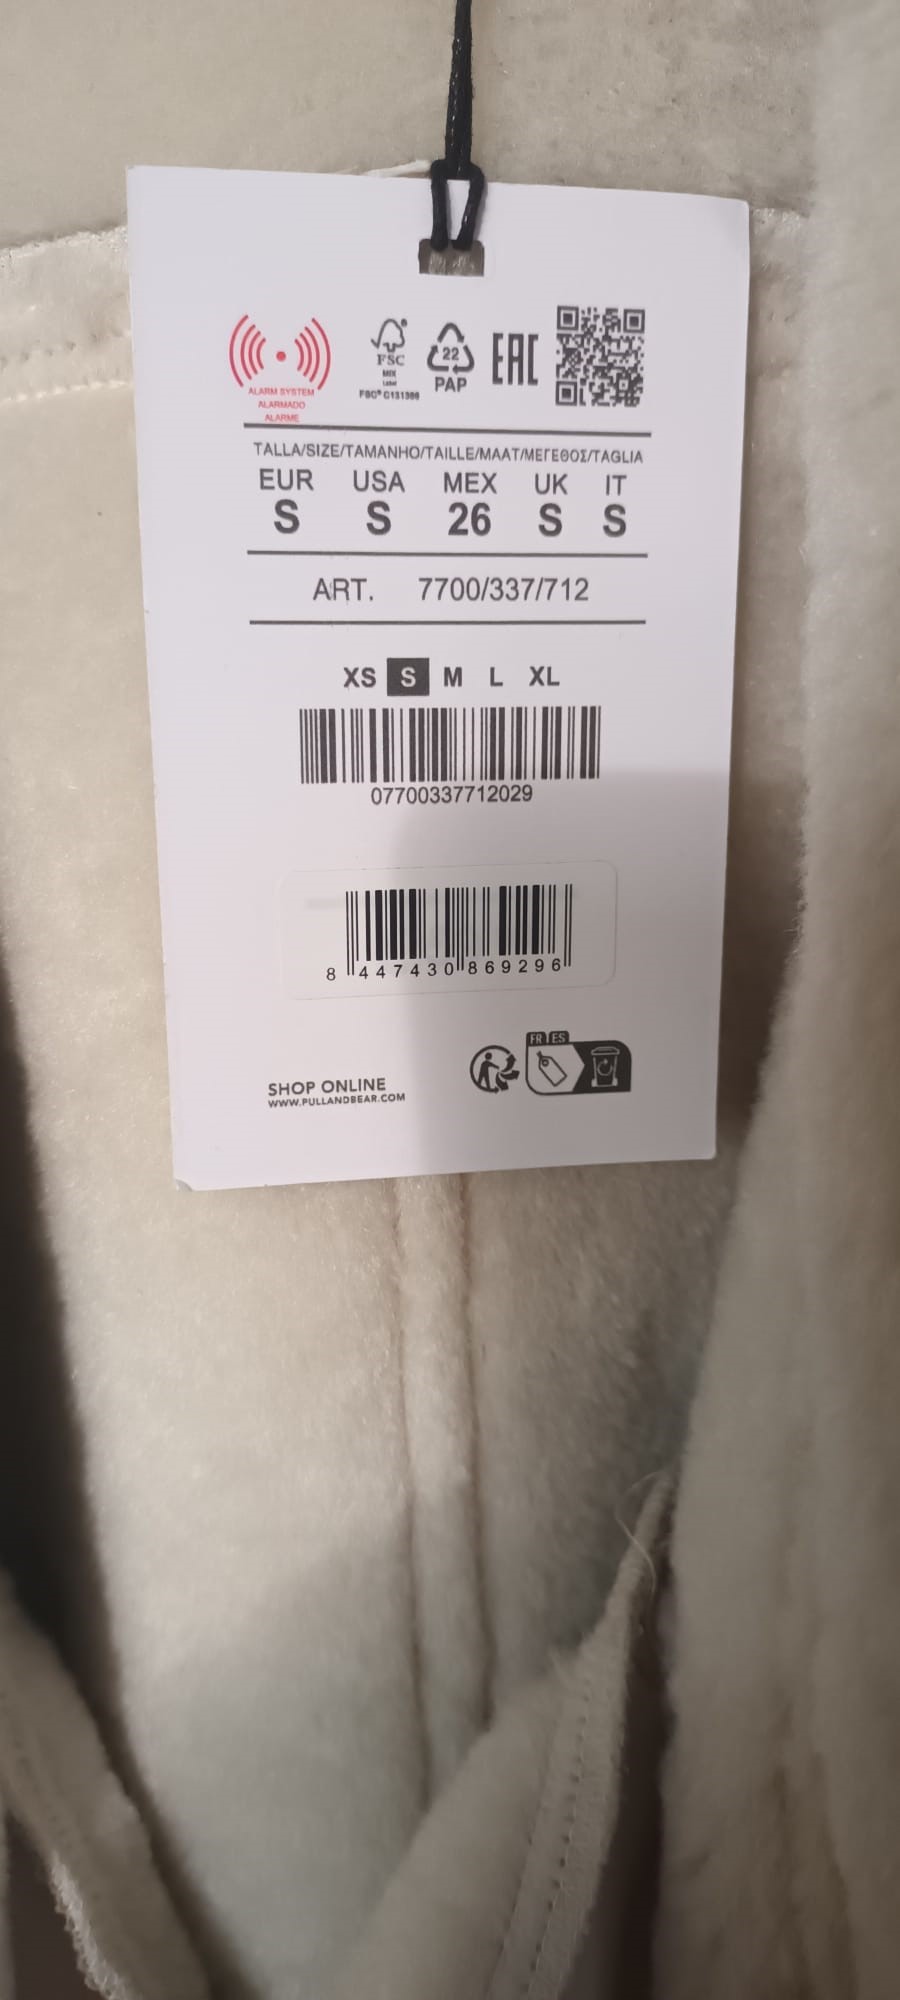 ALARM SYSTEM
ALARMADO
ALARME
FSC
MIX
Label
FSC® C131366
22
PAP
EAC
TALLA/SIZE/TAMANHO/TAILLE/MAAT/ΜΕΓΕΘΟΣ/TAGLIA
EUR USA MEX UK IT
S S 26 S S
ART. 7700/337/712
XS S M L XL
07700337712029
8 447430 869296
FR ES
SHOP ONLINE
WWW.PULLANDBEAR.COM